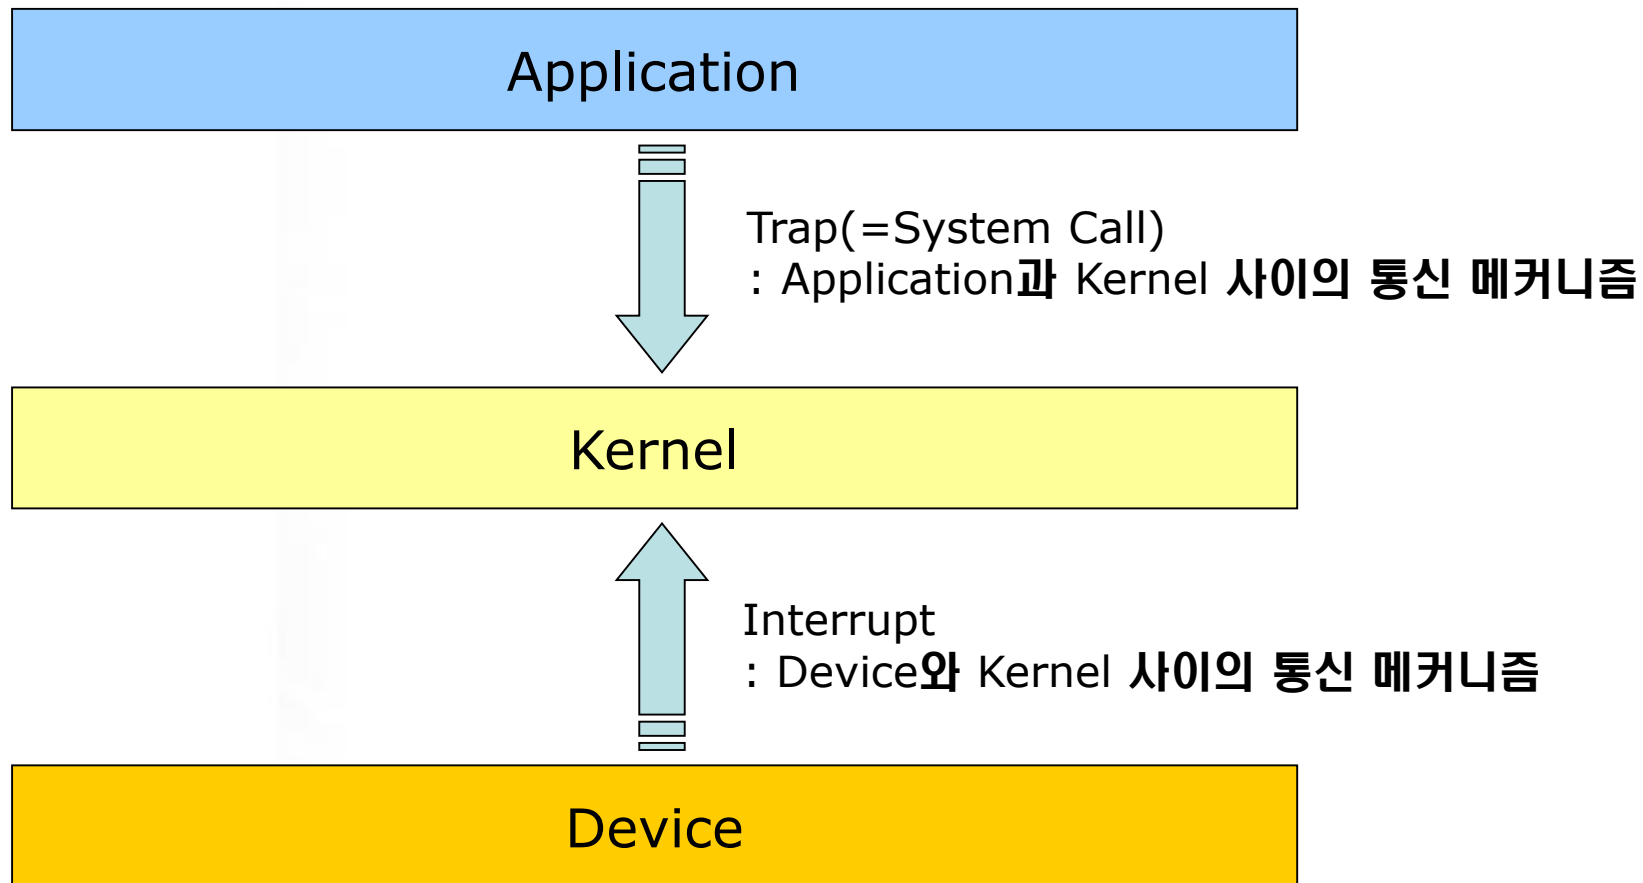 Application
Trap(=System Call)
: Application과 Kernel 사이의 통신 메커니즘
Kernel
Interrupt
: Device와 Kernel 사이의 통신 메커니즘
Device